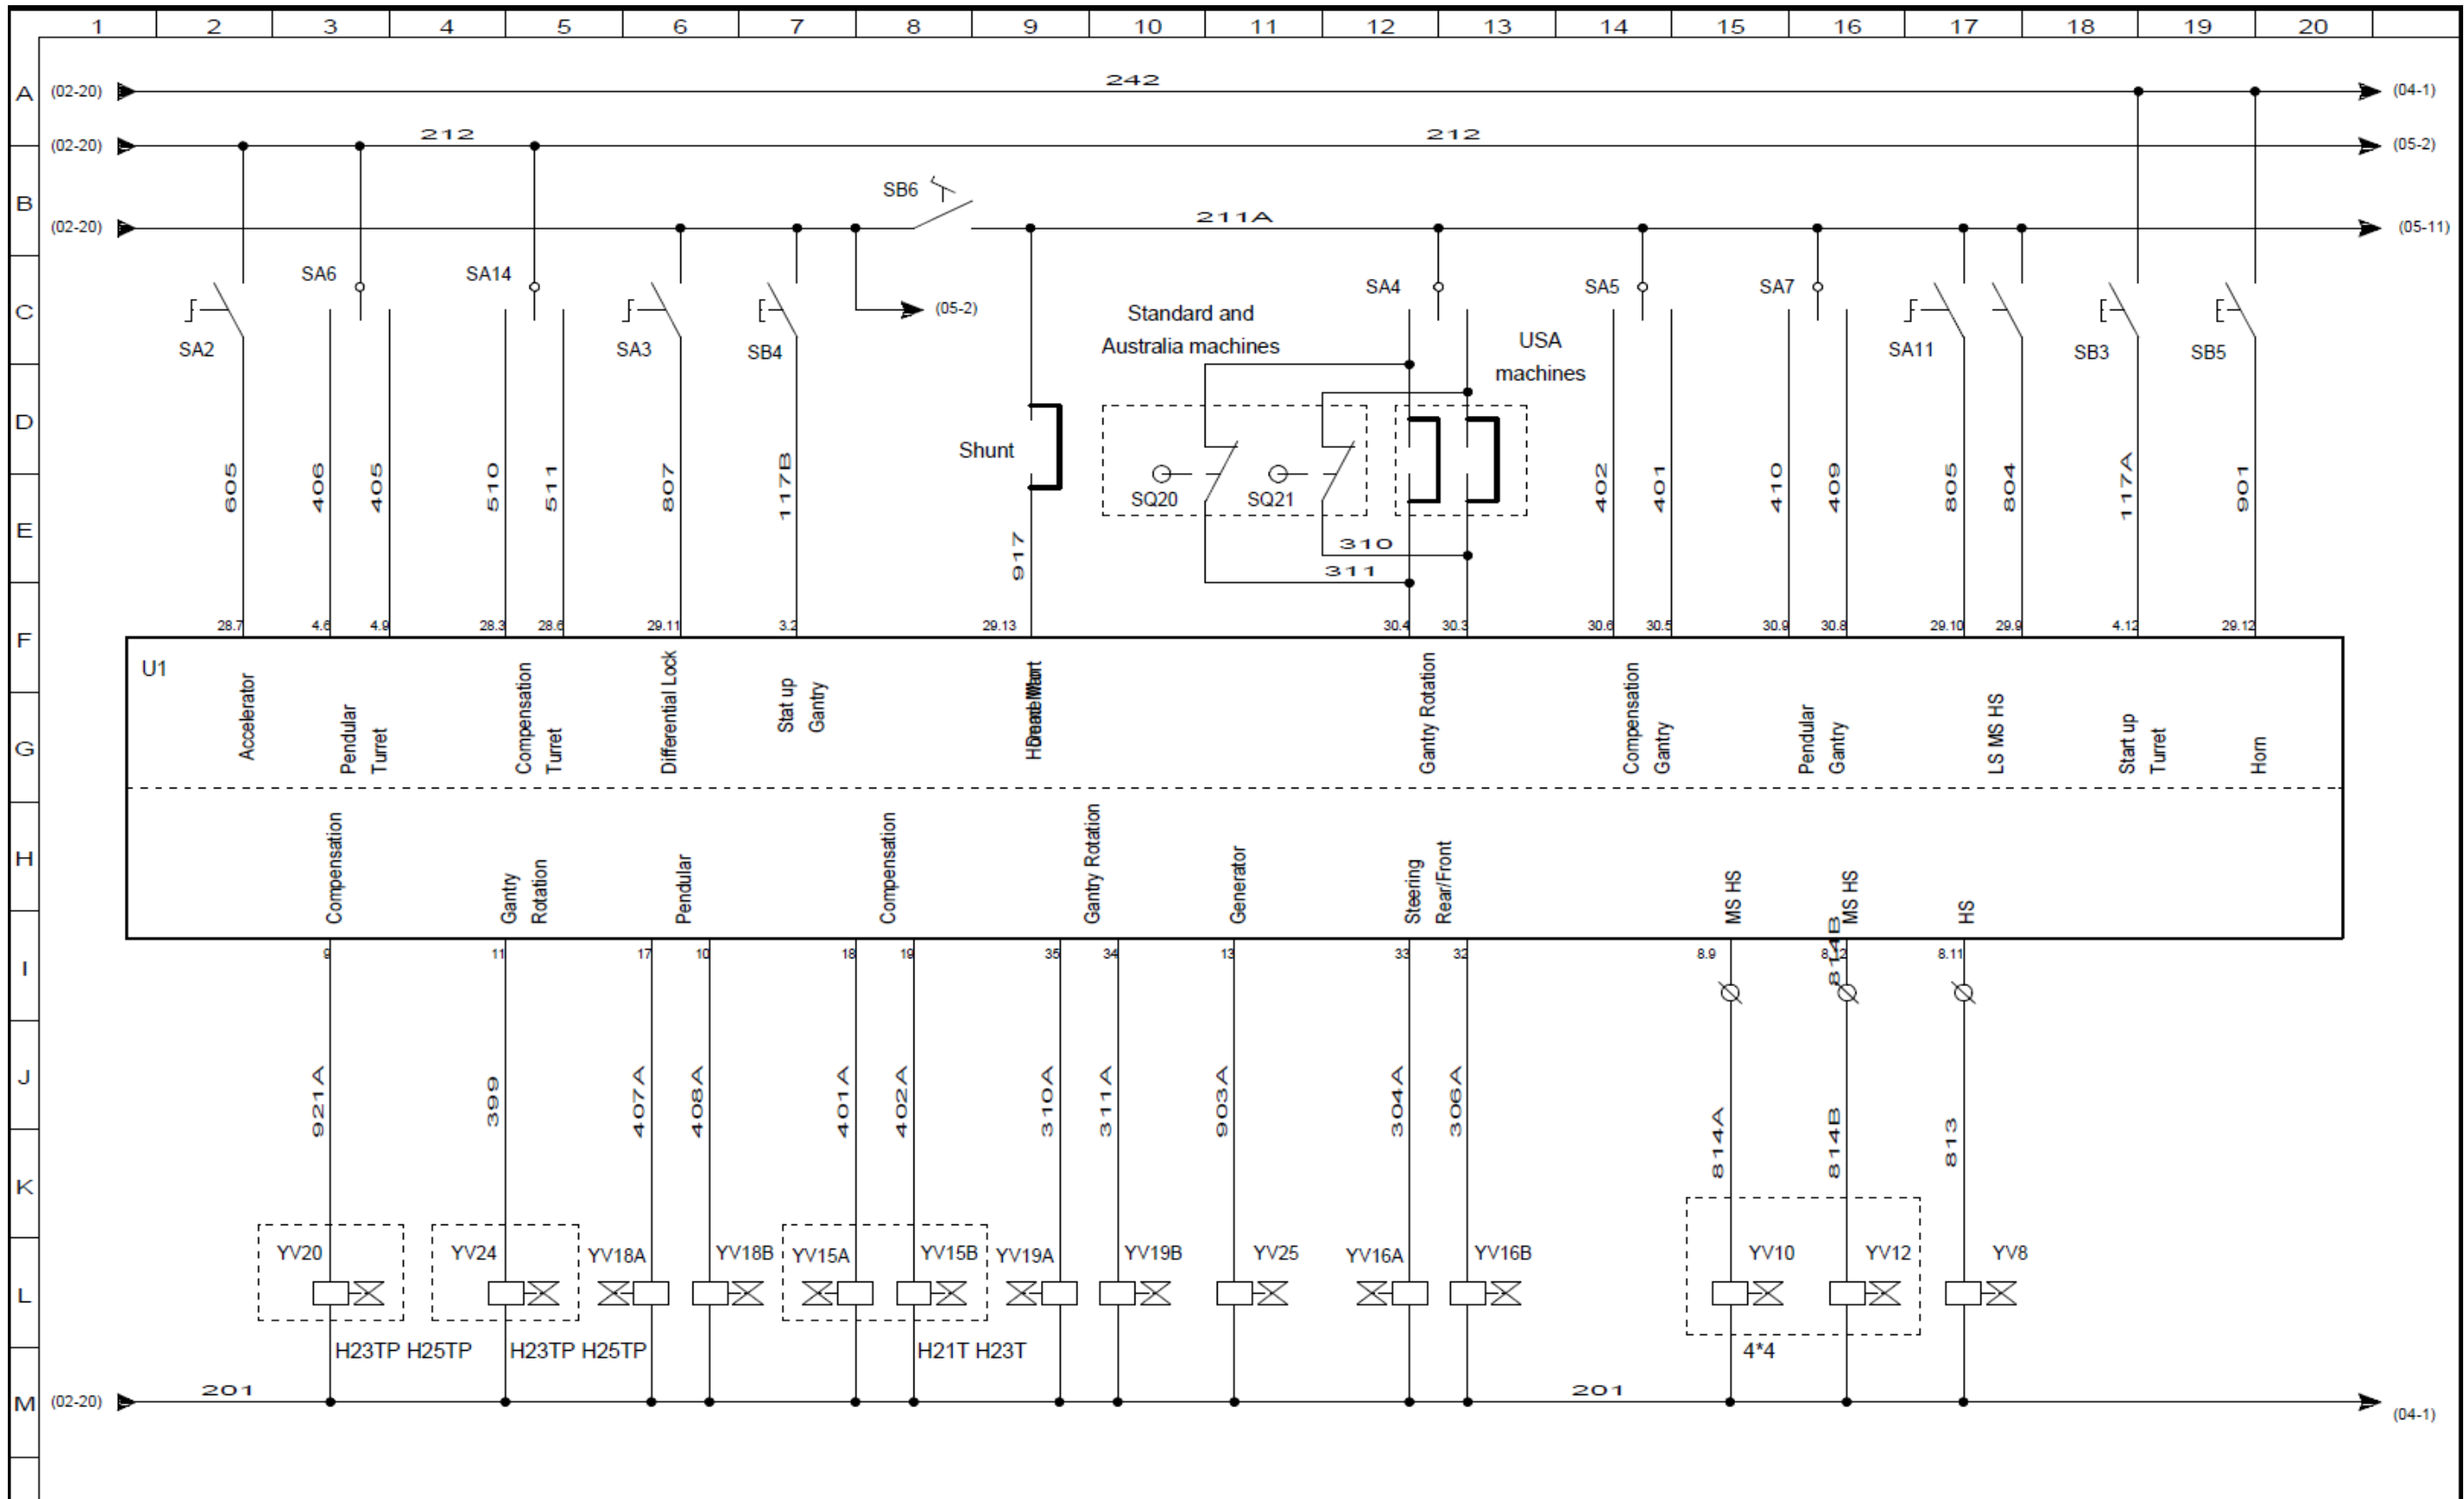 1 2 3 4 5 6 7 8 9 10 11 12 13 14 15 16 17 18 19 20
A
(02-20)
242
(04-1)
(02-20)
212
212
(05-2)
B
SB6
(02-20)
211A
(05-11)
C
SA6
SA14
SA4
SA5
SA7
(05-2)
SA2
SA3
SB4
SA11
SB3
SB5
Standard and
Australia machines
USA
machines
D
Shunt
SQ20
SQ21
605
406
405
510
511
807
117B
402
401
410
409
805
804
117A
901
E
917
310
311
F
28.7
4.6
4.9
28.3
28.6
29.11
3.2
29.13
30.4
30.3
30.6
30.5
30.9
30.8
29.10
29.9
4.12
29.12
U1
G
Accelerator
Pendular
Turret
Compensation
Turret
Differential Lock
Stat up
Gantry
Gantry Rotation
Compensation
Gantry
Pendular
Gantry
LS MS HS
Start up
Turret
Horn
H
Compensation
Gantry
Rotation
Pendular
Compensation
Gantry Rotation
Generator
Steering
Rear/Front
MS HS
MS HS
HS
I
9
11
17
10
18
19
35
34
13
33
32
8.9
8.12
8.11
814B
J
921A
399
407A
408A
401A
402A
310A
311A
903A
304A
306A
814A
814B
813
K
YV20
YV24
YV18A
YV18B
YV15A
YV15B
YV19A
YV19B
YV25
YV16A
YV16B
YV10
YV12
YV8
L
H23TP H25TP
H23TP H25TP
H21T H23T
4*4
M
(02-20)
201
201
(04-1)